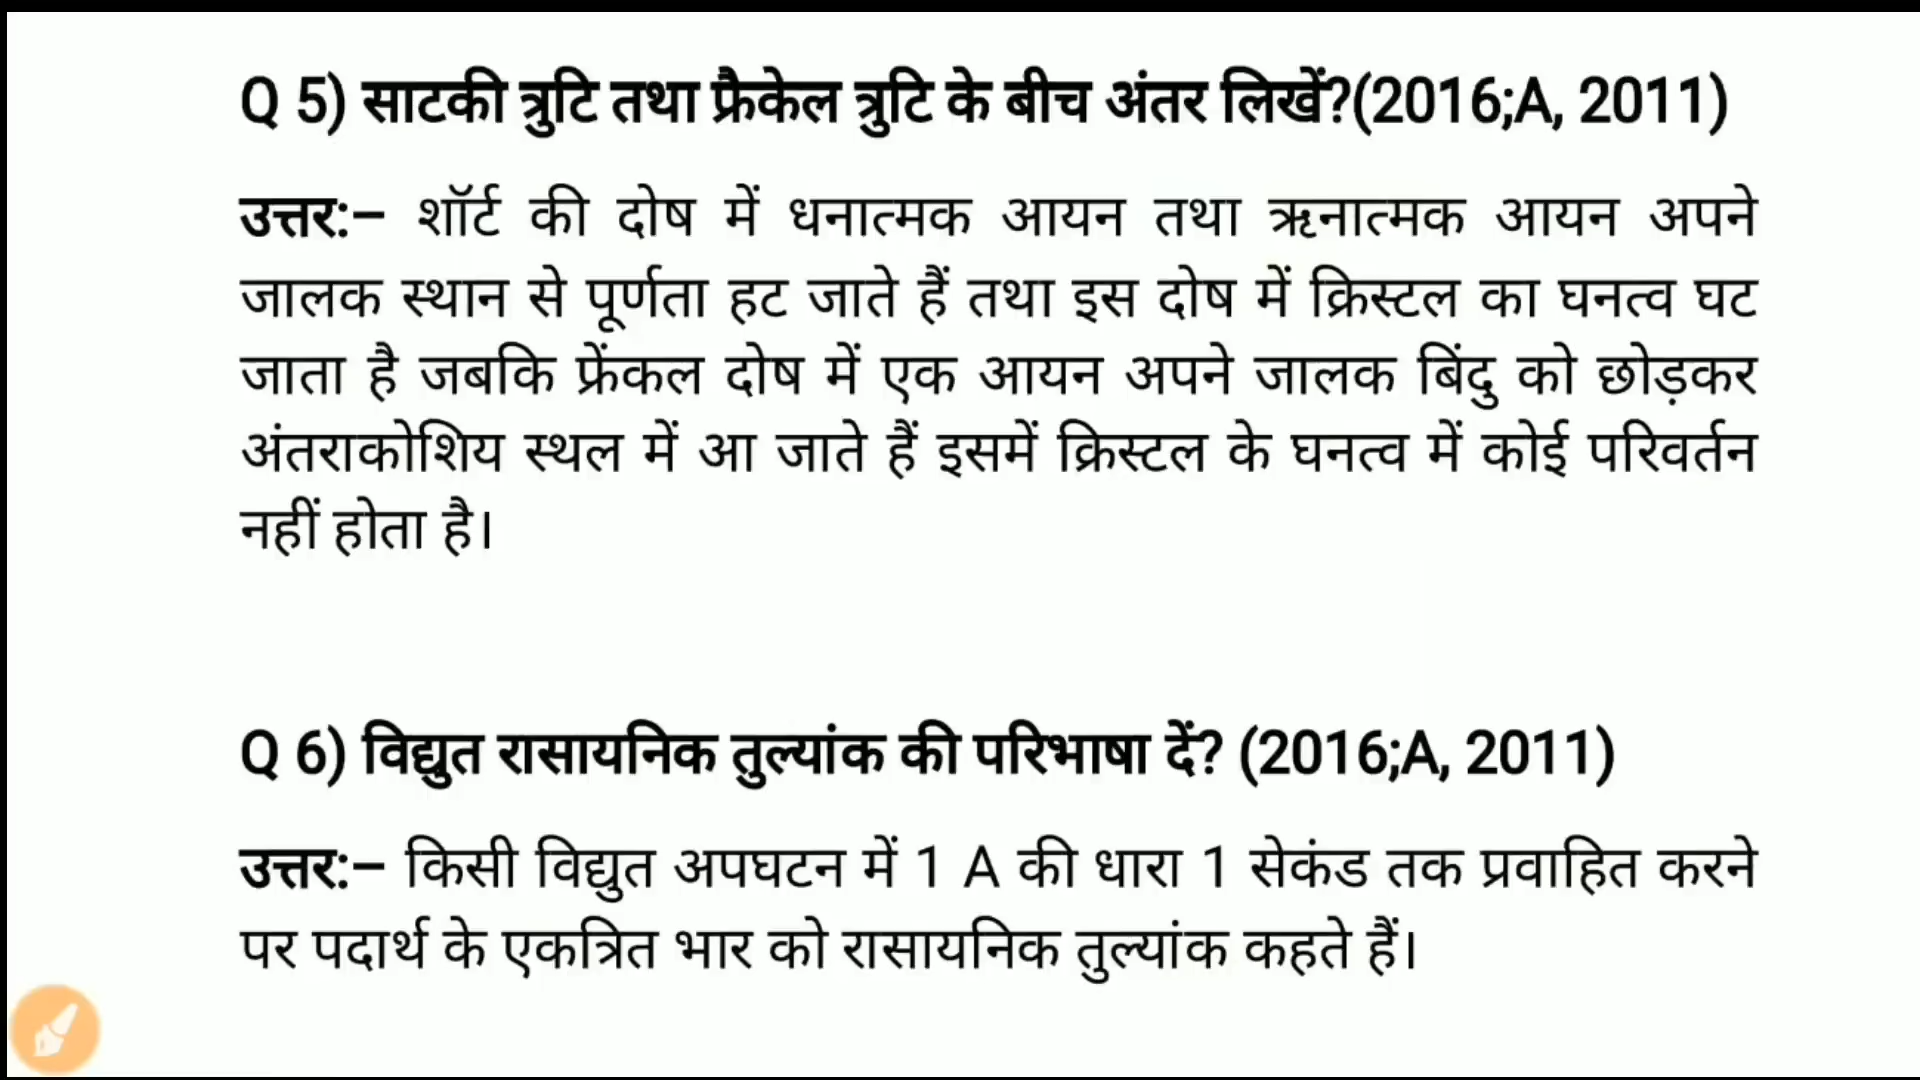 Q 5) साटकी त्रुटि तथा फ्रैकेल त्रुटि के बीच अंतर लिखें?(2016;A, 2011)
उत्तर:– शॉर्ट की दोष में धनात्मक आयन तथा ऋनात्मक आयन अपने
जालक स्थान से पूर्णता हट जाते हैं तथा इस दोष में क्रिस्टल का घनत्व घट
जाता है जबकि फ्रेंकल दोष में एक आयन अपने जालक बिंदु को छोड़कर
अंतराकोशिय स्थल में आ जाते हैं इसमें क्रिस्टल के घनत्व में कोई परिवर्तन
नहीं होता है।
Q 6) विद्युत रासायनिक तुल्यांक की परिभाषा दें? (2016;A, 2011)
उत्तर:– किसी विद्युत अपघटन में 1 A की धारा 1 सेकंड तक प्रवाहित करने
पर पदार्थ के एकत्रित भार को रासायनिक तुल्यांक कहते हैं।